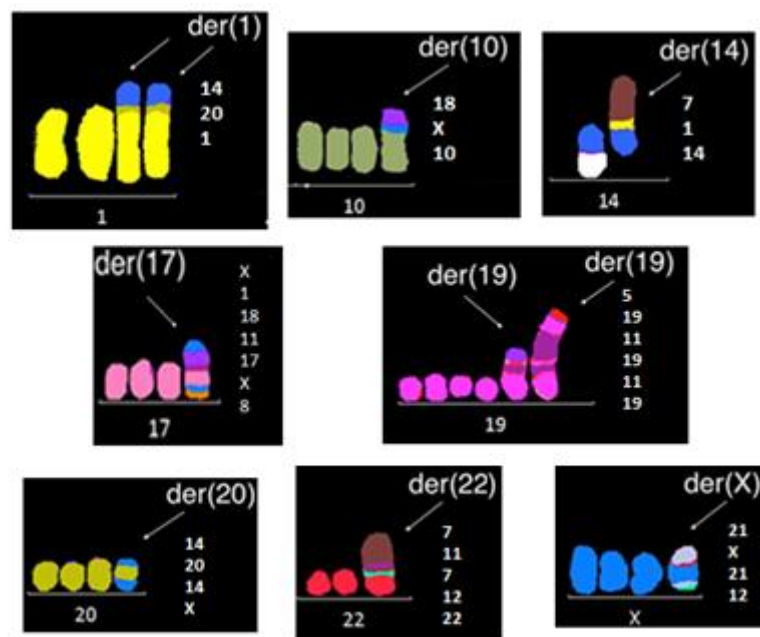 der(1)
14
20
1
1
der(10)
18
X
10
10
der(14)
7
1
14
14
der(17)
X
1
18
11
17
X
8
17
der(19)
der(19)
5
19
11
19
11
19
19
der(20)
14
20
14
X
20
der(22)
7
11
7
12
22
22
der(X)
21
X
21
12
X